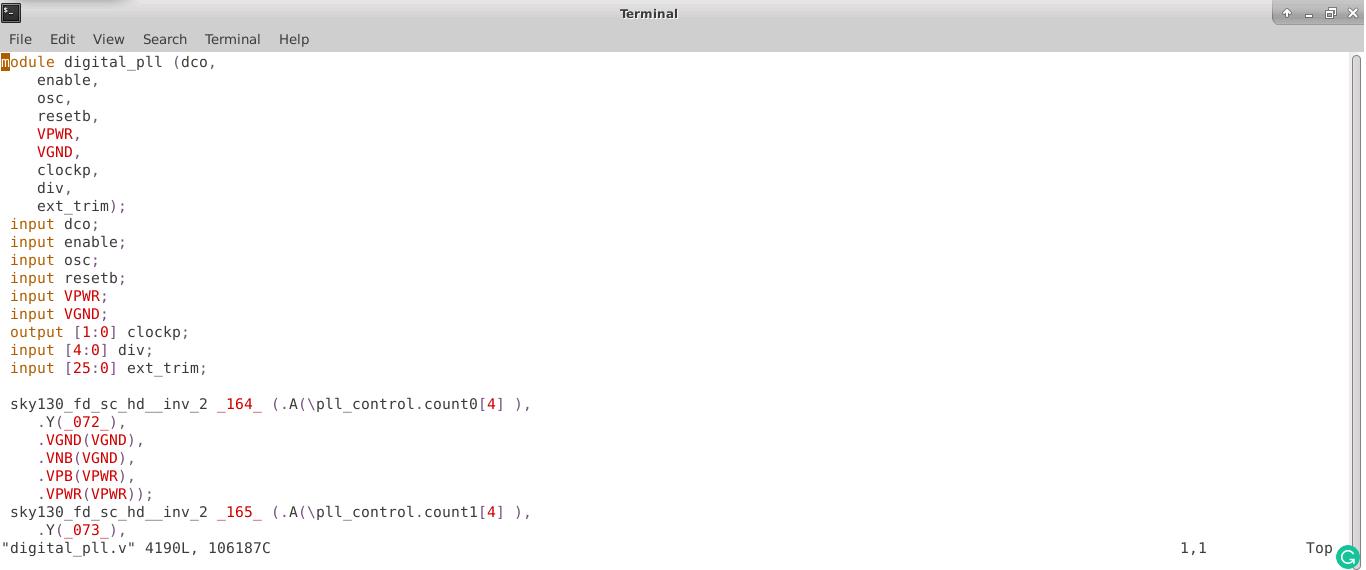 Terminal
File Edit View Search Terminal Help
module digital_pll (dco,
    enable,
    osc,
    resetb,
    VPWR,
    VGND,
    clockp,
    div,
    ext_trim);
 input dco;
 input enable;
 input osc;
 input resetb;
 input VPWR;
 input VGND;
 output [1:0] clockp;
 input [4:0] div;
 input [25:0] ext_trim;

 sky130_fd_sc_hd__inv_2 _164_ (.A(\pll_control.count0[4] ),
    .Y(_072_),
    .VGND(VGND),
    .VNB(VGND),
    .VPB(VPWR),
    .VPWR(VPWR));
 sky130_fd_sc_hd__inv_2 _165_ (.A(\pll_control.count1[4] ),
    .Y(_073_),
"digital_pll.v" 4190L, 106187C 1,1 Top